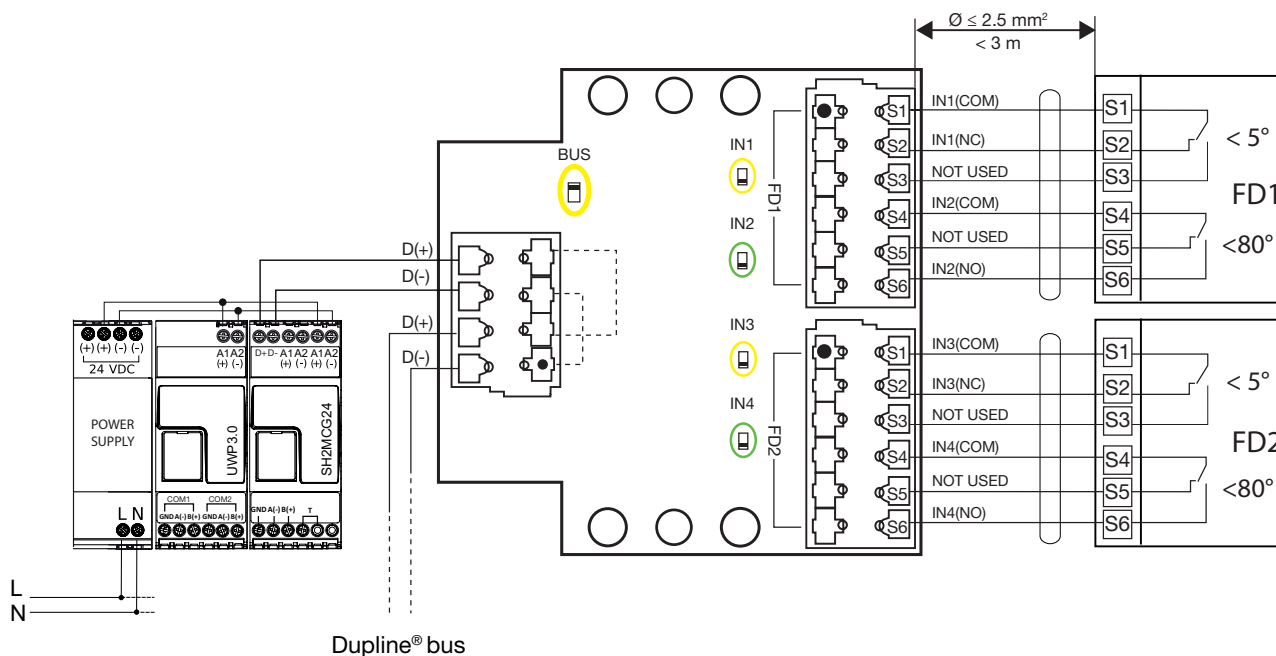 Ø ≤ 2.5 mm²
< 3 m
BUS
IN1
IN2
IN3
IN4
FD1
FD2
S1
S2
S3
S4
S5
S6
S1
S2
S3
S4
S5
S6
IN1(COM)
IN1(NC)
NOT USED
IN2(COM)
NOT USED
IN2(NO)
IN3(COM)
IN3(NC)
NOT USED
IN4(COM)
NOT USED
IN4(NO)
S1
S2
S3
S4
S5
S6
< 5°
FD1
<80°
S1
S2
S3
S4
S5
S6
< 5°
FD2
<80°
D(+)
D(-)
D(+)
D(-)
(+) (+) (-) (-)
24 VDC
POWER
SUPPLY
L N
A1 A2
(+) (-)
UWP3.0
COM1 COM2
GND A(-) B(+) GND A(-) B(+)
D+ D- A1 A2 A1 A2
(+) (-) (+) (-)
SH2MCG24
GND A(-) B(+) T
L
N
Dupline® bus